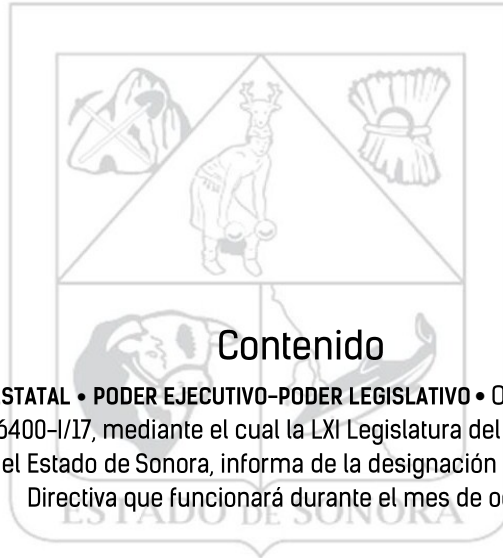 Contenido
STATAL • PODER EJECUTIVO-PODER LEGISLATIVO • O
6400-I/17, mediante el cual la LXI Legislatura del
el Estado de Sonora, informa de la designación
Directiva que funcionará durante el mes de o
ESTADO DE SONORA